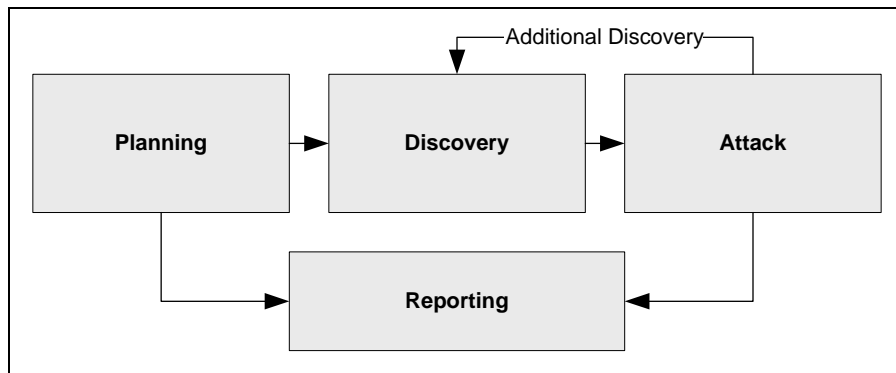 Additional Discovery
Planning
Discovery
Attack
Reporting